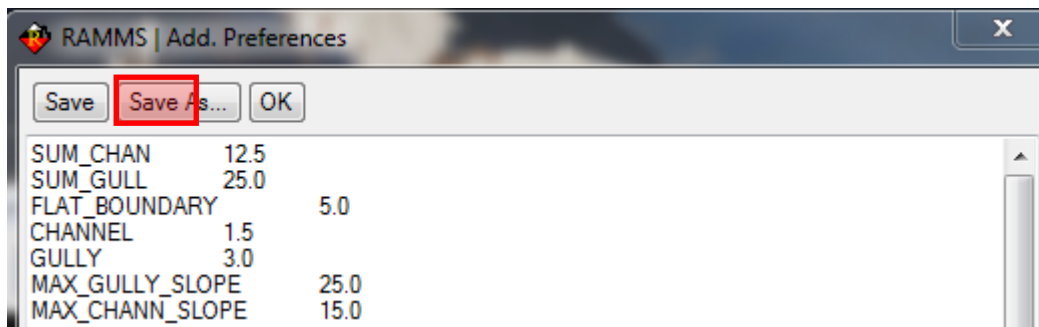 RAMMS | Add. Preferences
Save Save As... OK
SUM_CHAN 12.5
SUM_GULL 25.0
FLAT_BOUNDARY 5.0
CHANNEL 1.5
GULLY 3.0
MAX_GULLY_SLOPE 25.0
MAX_CHANN_SLOPE 15.0